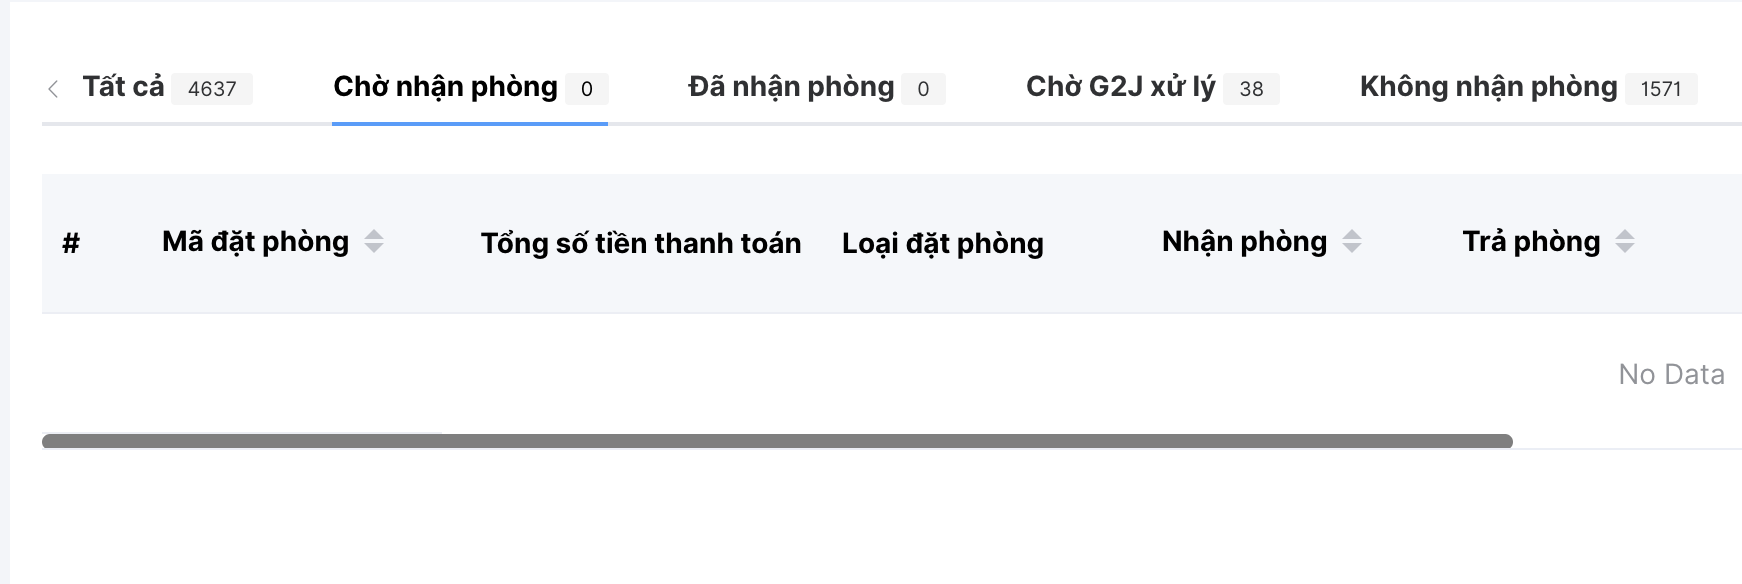 Tất cả 4637 Chờ nhận phòng 0 Đã nhận phòng 0 Chờ G2J xử lý 38 Không nhận phòng 1571
# Mã đặt phòng Tổng số tiền thanh toán Loại đặt phòng Nhận phòng Trả phòng
No Data